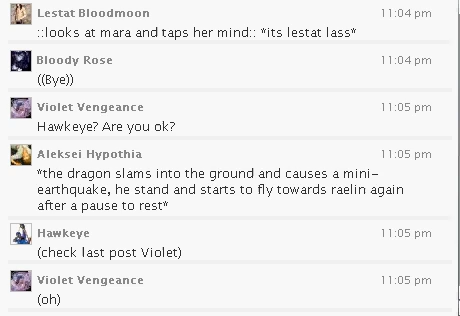 Lestat Bloodmoon 11:04 pm
::looks at mara and taps her mind:: *its lestat lass*
Bloody Rose 11:04 pm
((Bye))
Violet Vengeance 11:05 pm
Hawkeye? Are you ok?
Aleksei Hypothia 11:05 pm
*the dragon slams into the ground and causes a mini-
earthquake, he stand and starts to fly towards raelin again
after a pause to rest*
Hawkeye 11:05 pm
(check last post Violet)
Violet Vengeance 11:05 pm
(oh)